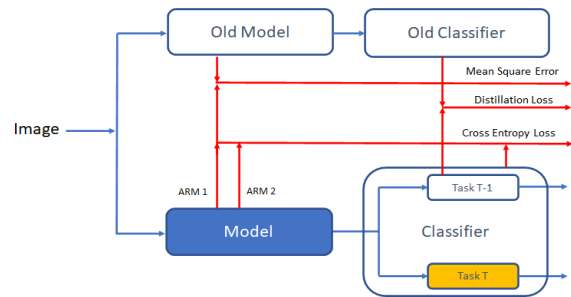 Old Model
Old Classifier
Mean Square Error
Distillation Loss
Image
Cross Entropy Loss
ARM 1
ARM 2
Task T-1
Model
Classifier
Task T